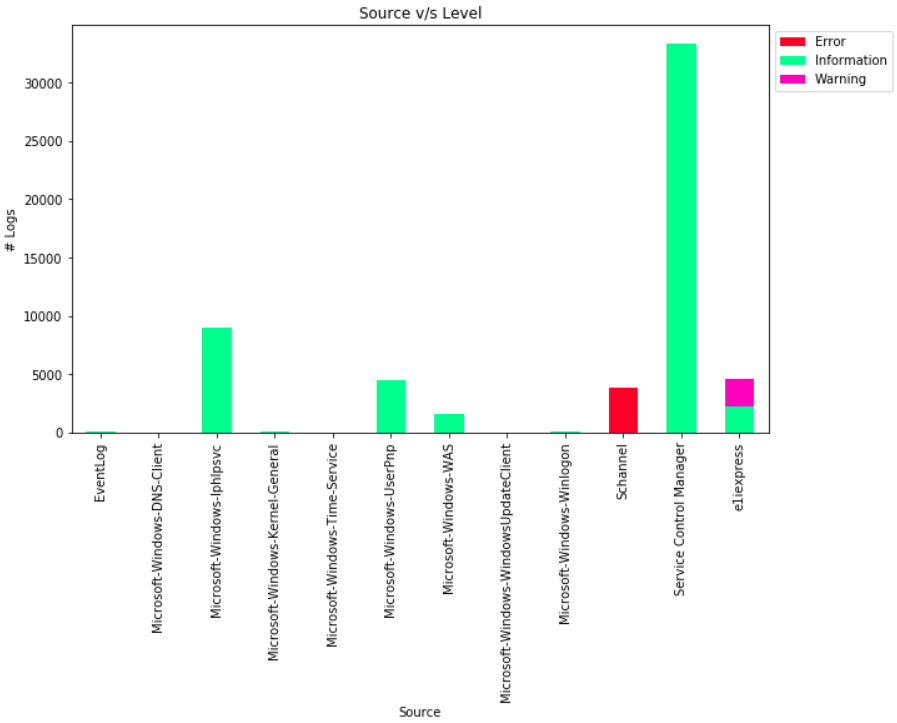 Source v/s Level
Error
Information
Warning
# Logs
30000
25000
20000
15000
10000
5000
0
EventLog
Microsoft-Windows-DNS-Client
Microsoft-Windows-Iphlpsvc
Microsoft-Windows-Kernel-General
Microsoft-Windows-Time-Service
Microsoft-Windows-UserPnp
Microsoft-Windows-WAS
Microsoft-Windows-WindowsUpdateClient
Microsoft-Windows-Winlogon
Schannel
Service Control Manager
e1iexpress
Source